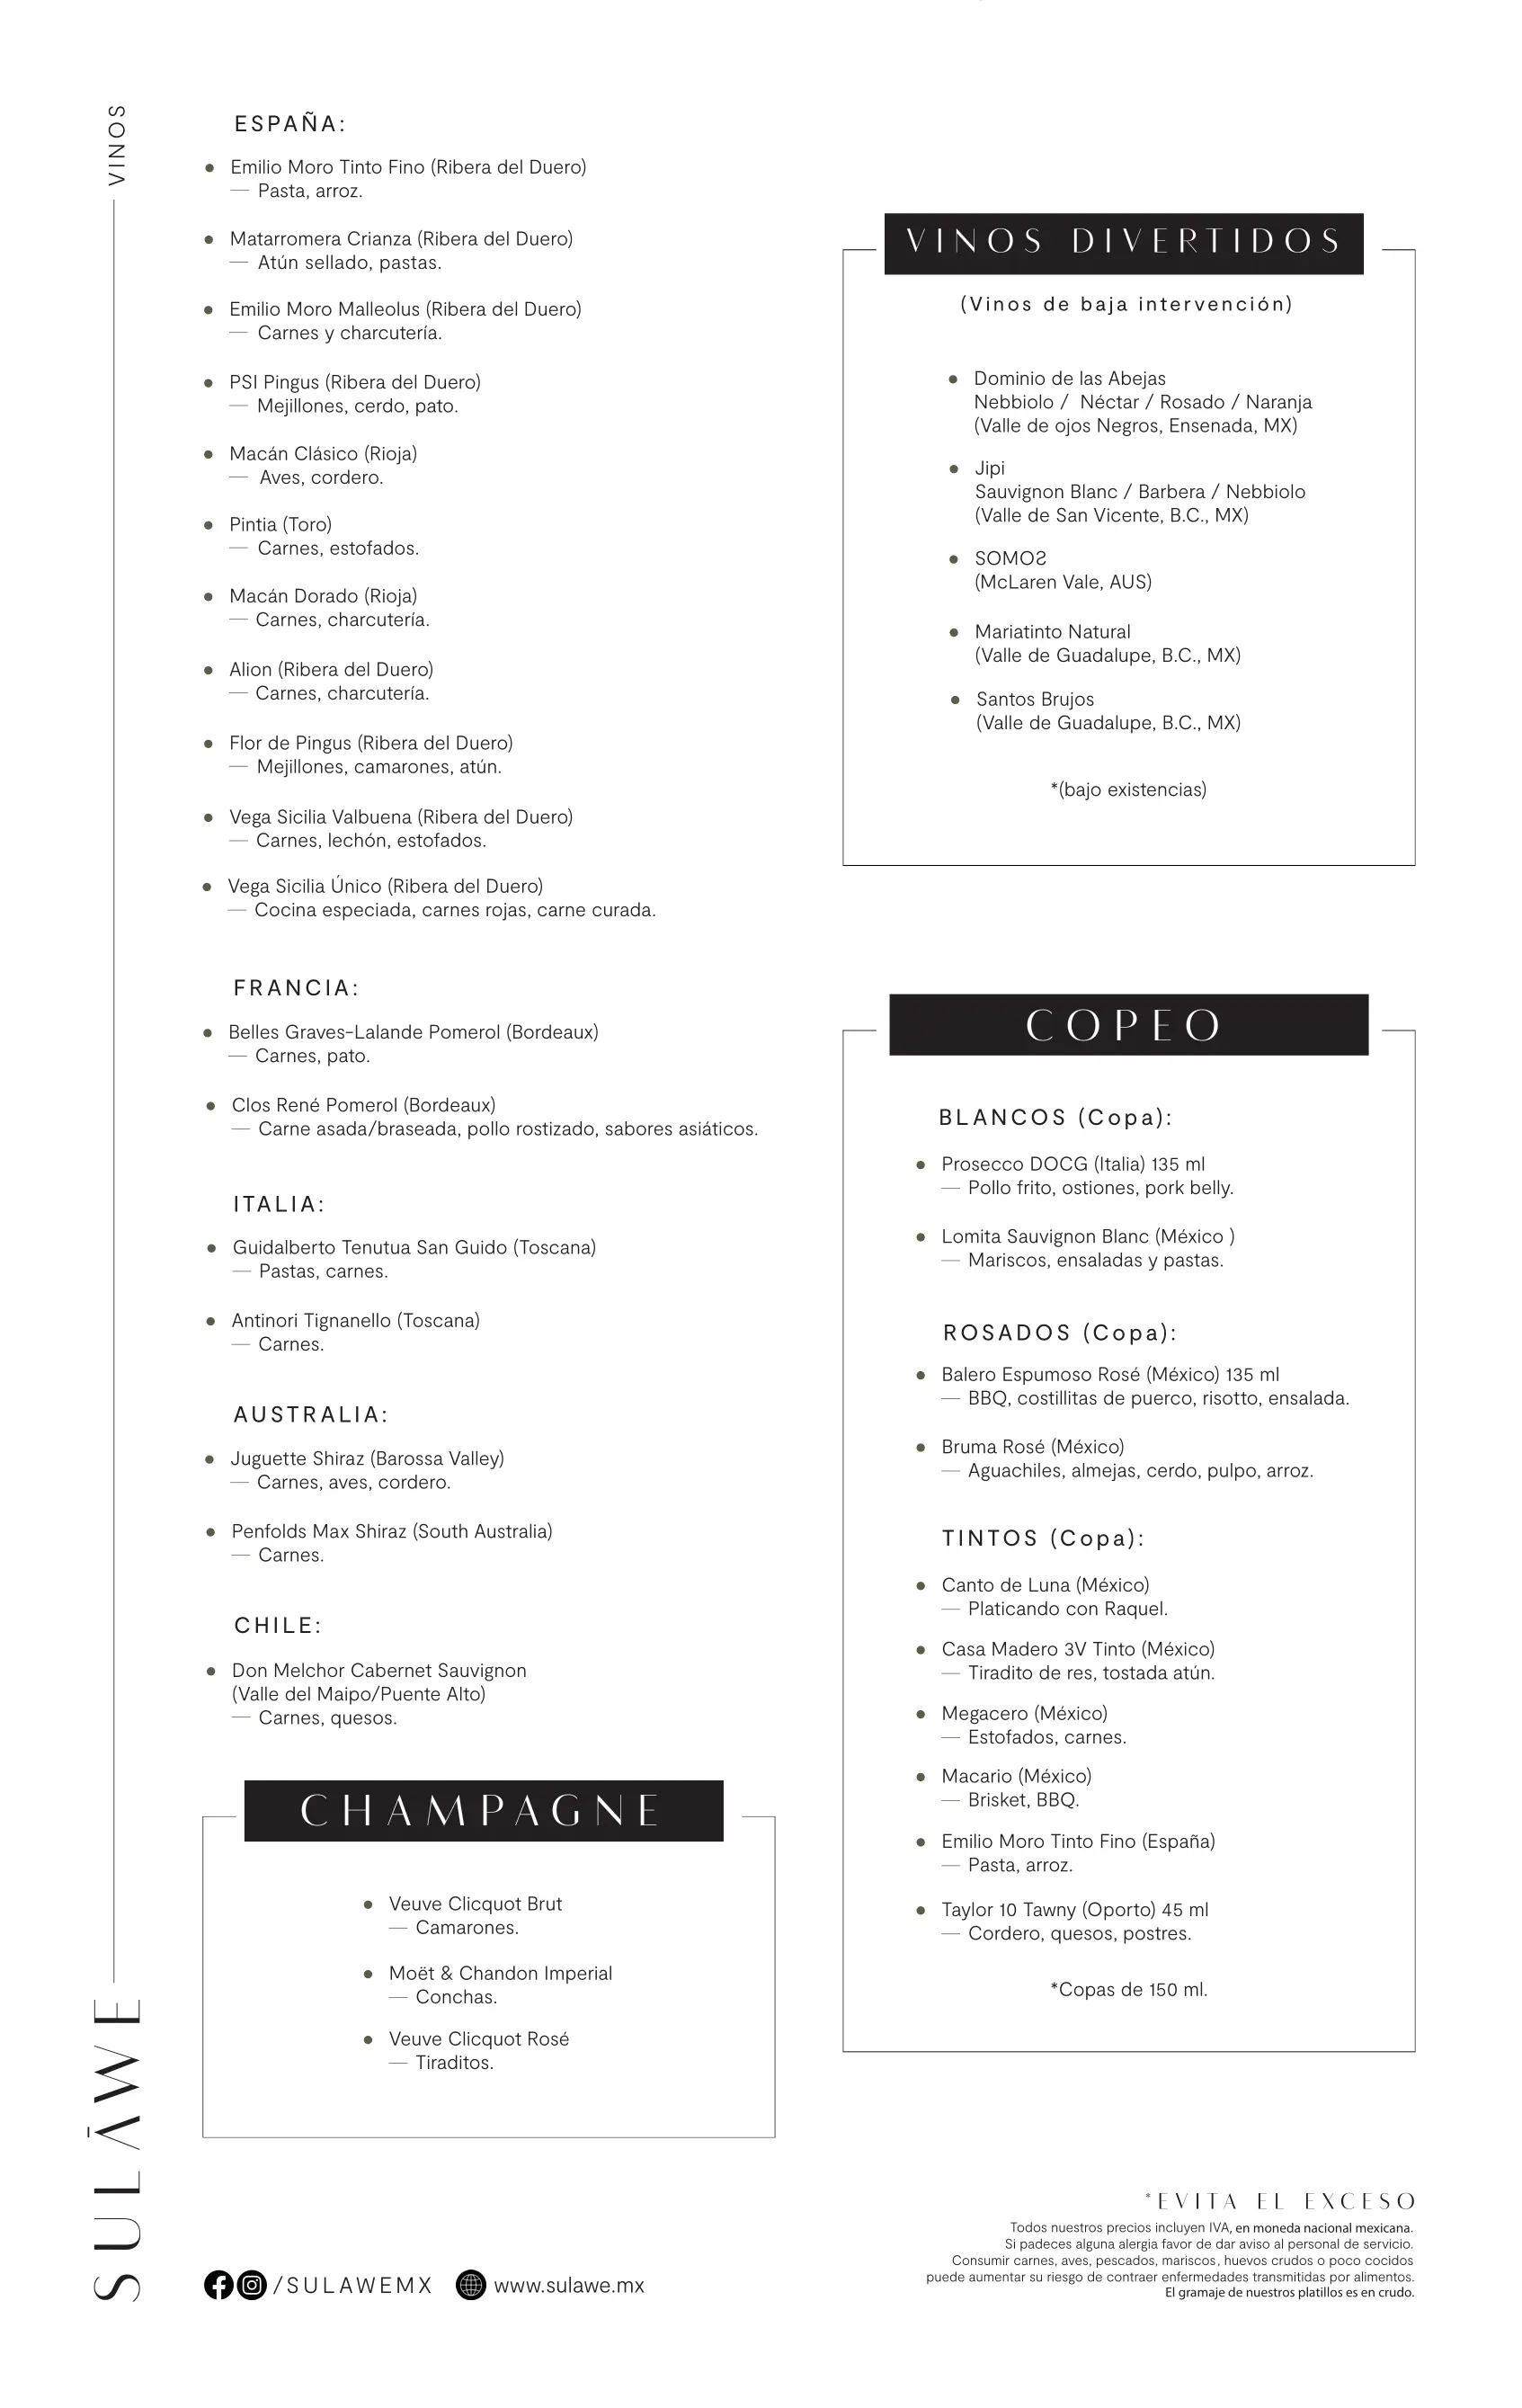 VINOS
ESPAÑA:
● Emilio Moro Tinto Fino (Ribera del Duero)
— Pasta, arroz.
● Matarromera Crianza (Ribera del Duero)
— Atún sellado, pastas.
● Emilio Moro Malleolus (Ribera del Duero)
— Carnes y charcutería.
● PSI Pingus (Ribera del Duero)
— Mejillones, cerdo, pato.
● Macán Clásico (Rioja)
— Aves, cordero.
● Pintia (Toro)
— Carnes, estofados.
● Macán Dorado (Rioja)
— Carnes, charcutería.
● Alion (Ribera del Duero)
— Carnes, charcutería.
● Flor de Pingus (Ribera del Duero)
— Mejillones, camarones, atún.
● Vega Sicilia Valbuena (Ribera del Duero)
— Carnes, lechón, estofados.
● Vega Sicilia Único (Ribera del Duero)
— Cocina especiada, carnes rojas, carne curada.
FRANCIA:
● Belles Graves-Lalande Pomerol (Bordeaux)
— Carnes, pato.
● Clos René Pomerol (Bordeaux)
— Carne asada/braseada, pollo rostizado, sabores asiáticos.
ITALIA:
● Guidalberto Tenutua San Guido (Toscana)
— Pastas, carnes.
● Antinori Tignanello (Toscana)
— Carnes.
AUSTRALIA:
● Juguette Shiraz (Barossa Valley)
— Carnes, aves, cordero.
● Penfolds Max Shiraz (South Australia)
— Carnes.
CHILE:
● Don Melchor Cabernet Sauvignon
(Valle del Maipo/Puente Alto)
— Carnes, quesos.
CHAMPAGNE
● Veuve Clicquot Brut
— Camarones.
● Moët & Chandon Imperial
— Conchas.
● Veuve Clicquot Rosé
— Tiraditos.
VINOS DIVERTIDOS
(Vinos de baja intervención)
● Dominio de las Abejas
Nebbiolo / Néctar / Rosado / Naranja
(Valle de ojos Negros, Ensenada, MX)
● Jipi
Sauvignon Blanc / Barbera / Nebbiolo
(Valle de San Vicente, B.C., MX)
● SOMOS
(McLaren Vale, AUS)
● Mariatinto Natural
(Valle de Guadalupe, B.C., MX)
● Santos Brujos
(Valle de Guadalupe, B.C., MX)
*(bajo existencias)
COPEO
BLANCOS (Copa):
● Prosecco DOCG (Italia) 135 ml
— Pollo frito, ostiones, pork belly.
● Lomita Sauvignon Blanc (México )
— Mariscos, ensaladas y pastas.
ROSADOS (Copa):
● Balero Espumoso Rosé (México) 135 ml
— BBQ, costillitas de puerco, risotto, ensalada.
● Bruma Rosé (México)
— Aguachiles, almejas, cerdo, pulpo, arroz.
TINTOS (Copa):
● Canto de Luna (México)
— Platicando con Raquel.
● Casa Madero 3V Tinto (México)
— Tiradito de res, tostada atún.
● Megacero (México)
— Estofados, carnes.
● Macario (México)
— Brisket, BBQ.
● Emilio Moro Tinto Fino (España)
— Pasta, arroz.
● Taylor 10 Tawny (Oporto) 45 ml
— Cordero, quesos, postres.
*Copas de 150 ml.
SULĀWE
/SULAWEMX www.sulawe.mx
*EVITA EL EXCESO
Todos nuestros precios incluyen IVA, en moneda nacional mexicana.
Si padeces alguna alergia favor de dar aviso al personal de servicio.
Consumir carnes, aves, pescados, mariscos, huevos crudos o poco cocidos
puede aumentar su riesgo de contraer enfermedades transmitidas por alimentos.
El gramaje de nuestros platillos es en crudo.